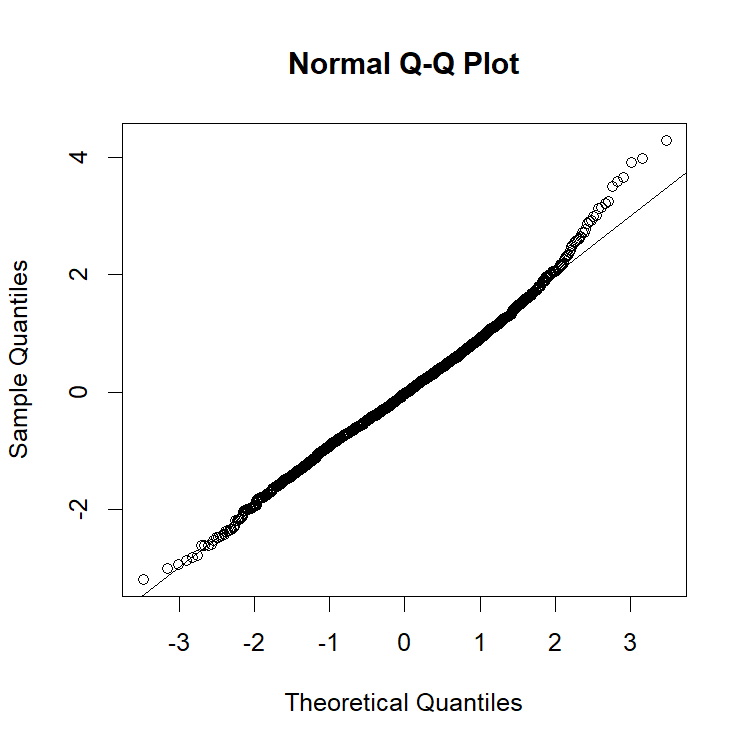 Normal Q-Q Plot
4
2
0
-2
Sample Quantiles
-3 -2 -1 0 1 2 3
Theoretical Quantiles